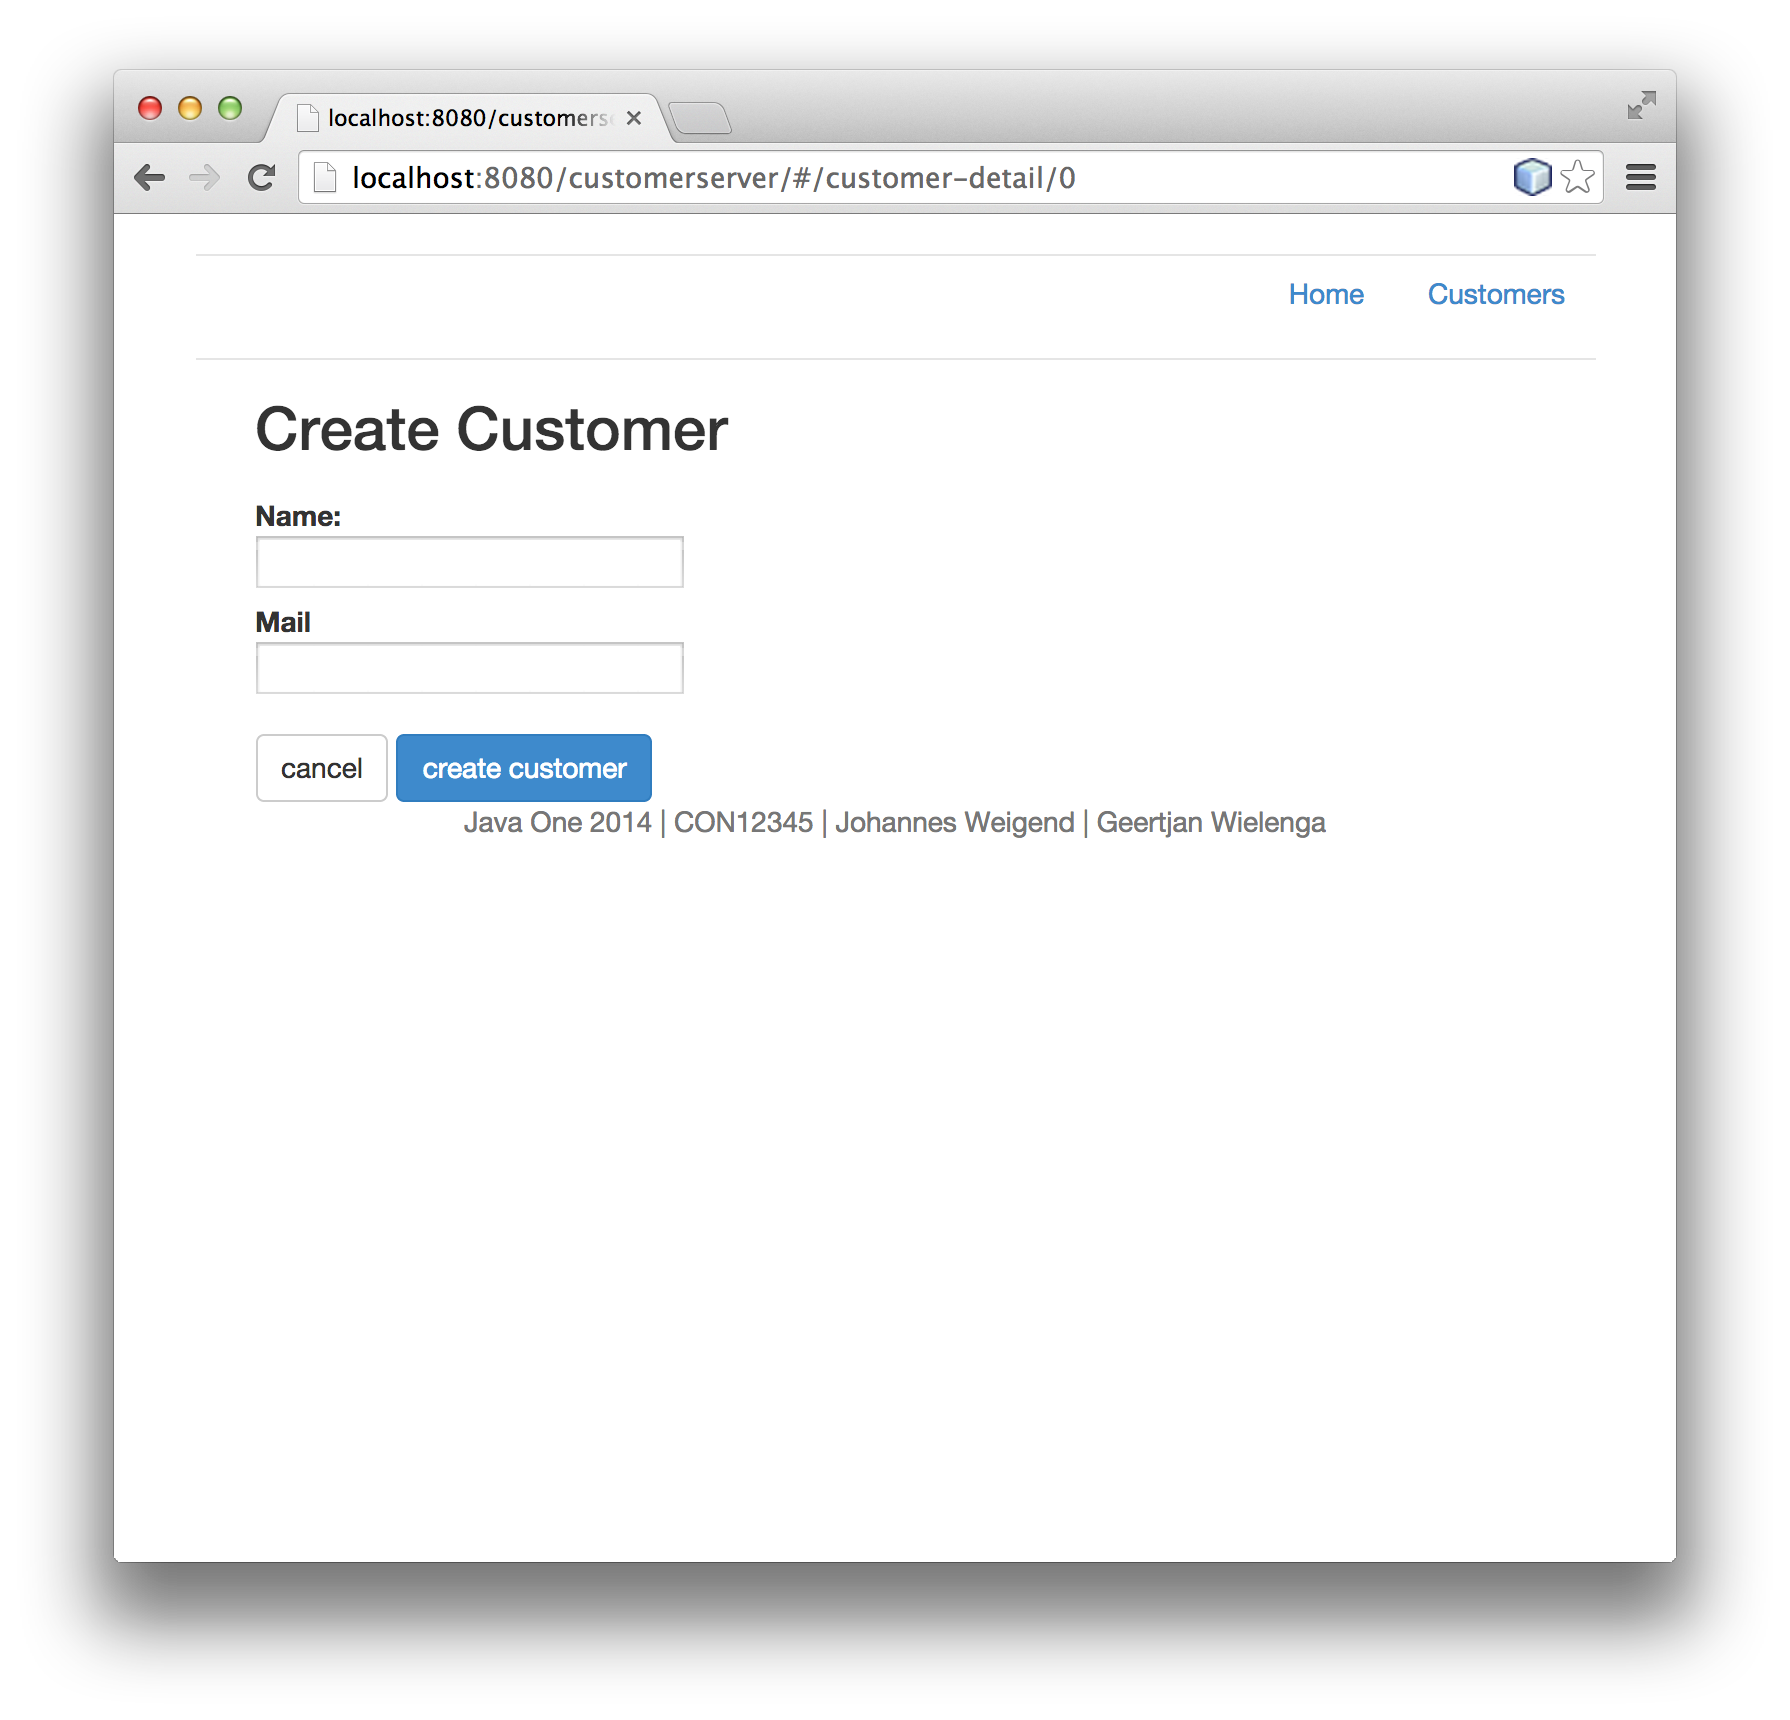 localhost:8080/customers
localhost:8080/customerserver/#/customer-detail/0
Home Customers
Create Customer
Name:
Mail
cancel create customer
Java One 2014 | CON12345 | Johannes Weigend | Geertjan Wielenga